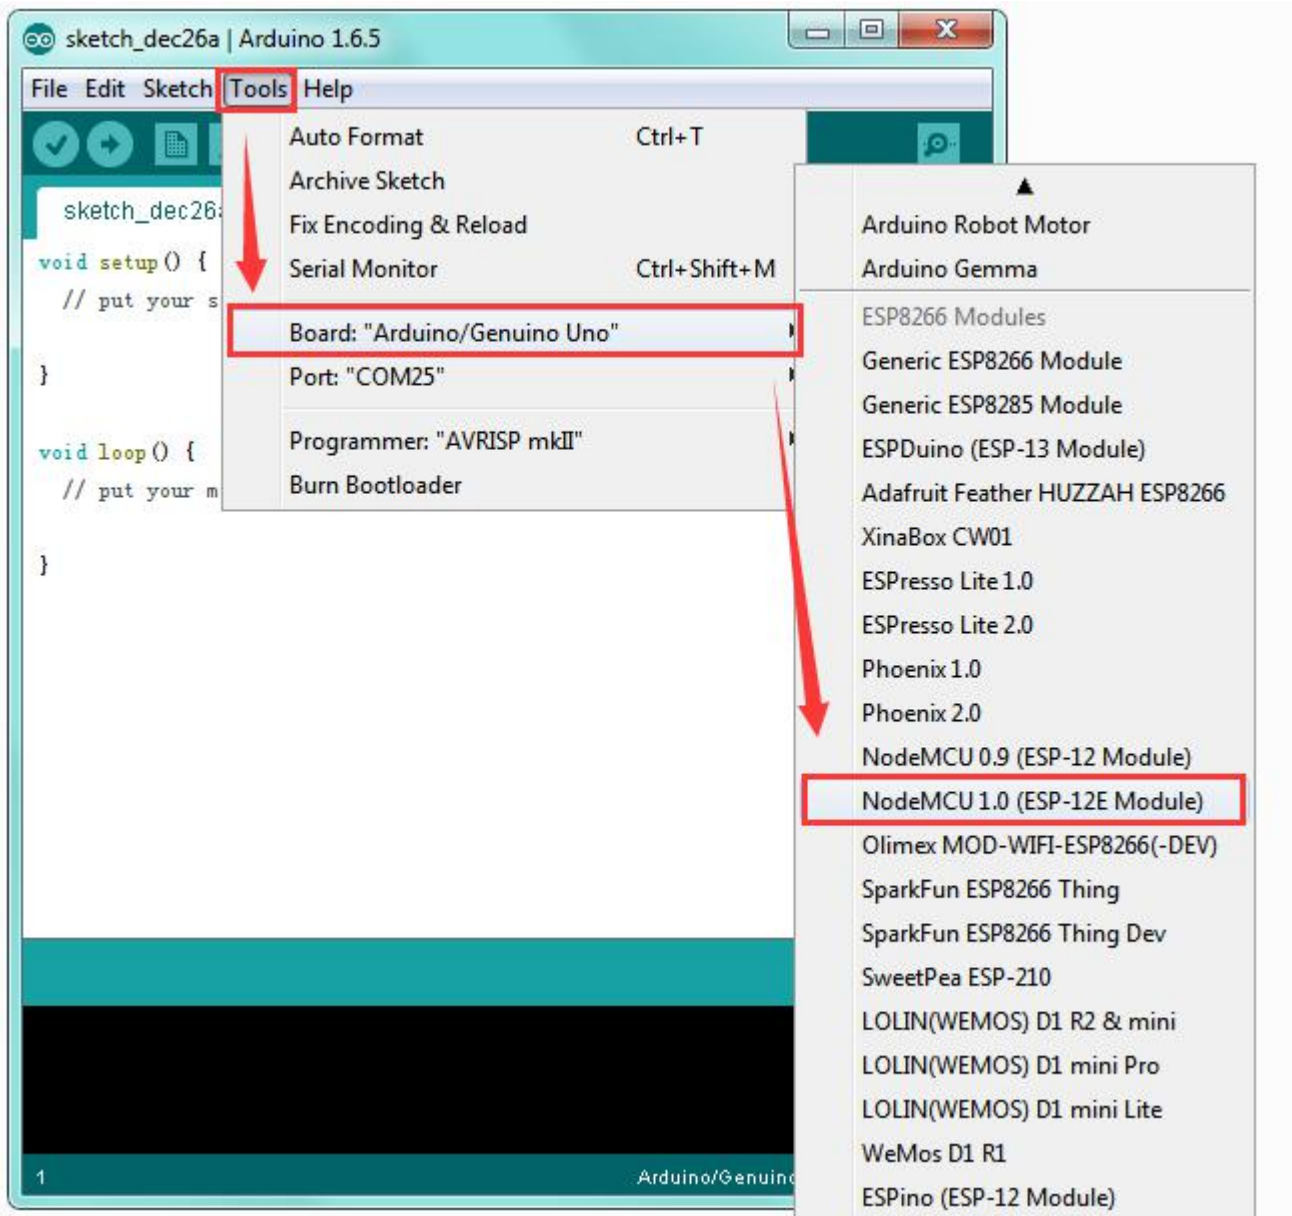 sketch_dec26a | Arduino 1.6.5
File Edit Sketch Tools Help
Auto Format Ctrl+T
Archive Sketch
Fix Encoding & Reload
Serial Monitor Ctrl+Shift+M
Board: "Arduino/Genuino Uno"
Port: "COM25"
Programmer: "AVRISP mkII"
Burn Bootloader
sketch_dec26
void setup() {
// put your s
}
void loop() {
// put your m
}
1 Arduino/Genuino
▲
Arduino Robot Motor
Arduino Gemma
ESP8266 Modules
Generic ESP8266 Module
Generic ESP8285 Module
ESPDuino (ESP-13 Module)
Adafruit Feather HUZZAH ESP8266
XinaBox CW01
ESPresso Lite 1.0
ESPresso Lite 2.0
Phoenix 1.0
Phoenix 2.0
NodeMCU 0.9 (ESP-12 Module)
NodeMCU 1.0 (ESP-12E Module)
Olimex MOD-WIFI-ESP8266(-DEV)
SparkFun ESP8266 Thing
SparkFun ESP8266 Thing Dev
SweetPea ESP-210
LOLIN(WEMOS) D1 R2 & mini
LOLIN(WEMOS) D1 mini Pro
LOLIN(WEMOS) D1 mini Lite
WeMos D1 R1
ESPino (ESP-12 Module)